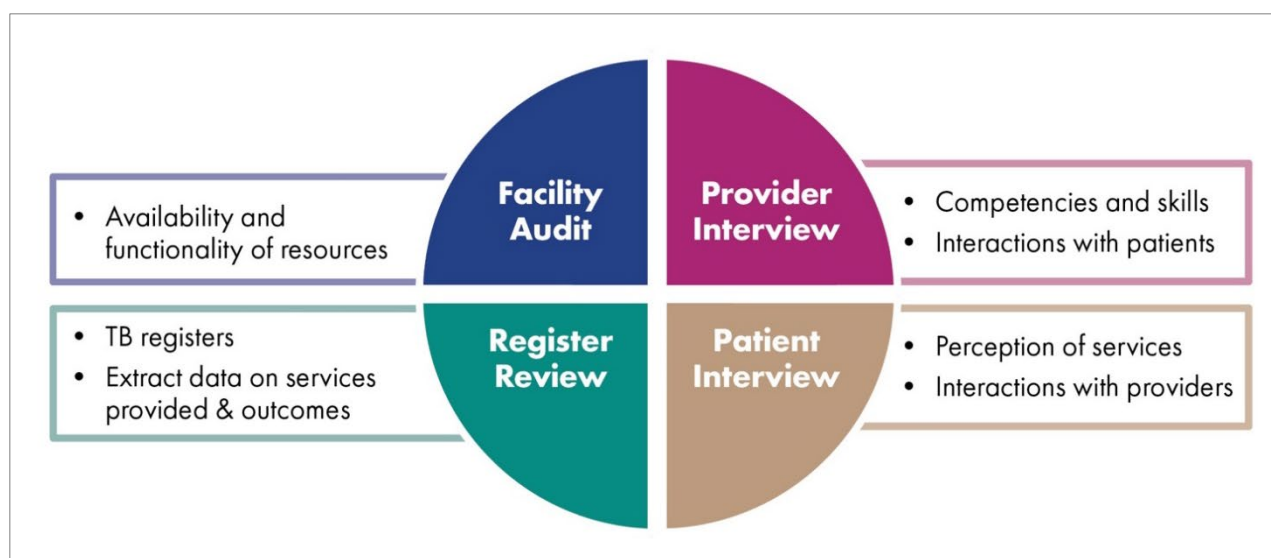 Facility
Audit
• Availability and
functionality of resources
Provider
Interview
• Competencies and skills
• Interactions with patients
Register
Review
• TB registers
• Extract data on services
provided & outcomes
Patient
Interview
• Perception of services
• Interactions with providers